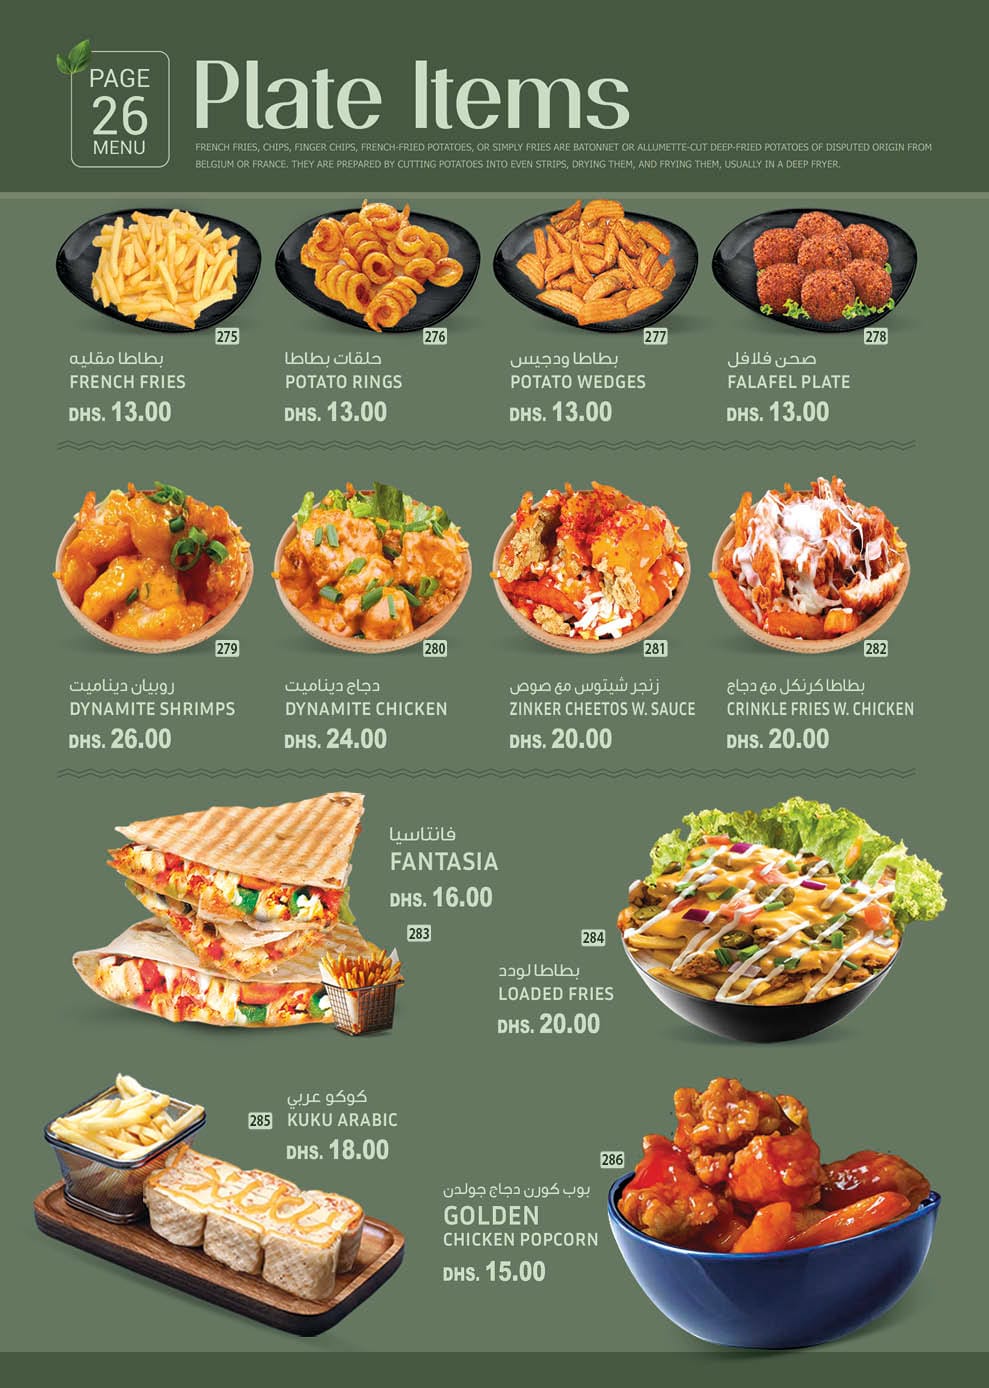 PAGE
26
MENU
Plate Items
FRENCH FRIES, CHIPS, FINGER CHIPS, FRENCH-FRIED POTATOES, OR SIMPLY FRIES ARE BATONNET OR ALLUMETTE-CUT DEEP-FRIED POTATOES OF DISPUTED ORIGIN FROM
BELGIUM OR FRANCE. THEY ARE PREPARED BY CUTTING POTATOES INTO EVEN STRIPS, DRYING THEM, AND FRYING THEM, USUALLY IN A DEEP FRYER.
275
بطاطا مقليه
FRENCH FRIES
DHS. 13.00
276
حلقات بطاطا
POTATO RINGS
DHS. 13.00
277
بطاطا ودجيس
POTATO WEDGES
DHS. 13.00
278
صحن فلافل
FALAFEL PLATE
DHS. 13.00
279
روبيان ديناميت
DYNAMITE SHRIMPS
DHS. 26.00
280
دجاج ديناميت
DYNAMITE CHICKEN
DHS. 24.00
281
زنجر شيتوس مع صوص
ZINKER CHEETOS W. SAUCE
DHS. 20.00
282
بطاطا كرنكل مع دجاج
CRINKLE FRIES W. CHICKEN
DHS. 20.00
فانتاسيا
FANTASIA
DHS. 16.00
283
284
بطاطا لودد
LOADED FRIES
DHS. 20.00
كوكو عربي
285
KUKU ARABIC
DHS. 18.00
286
بوب كورن دجاج جولدن
GOLDEN
CHICKEN POPCORN
DHS. 15.00